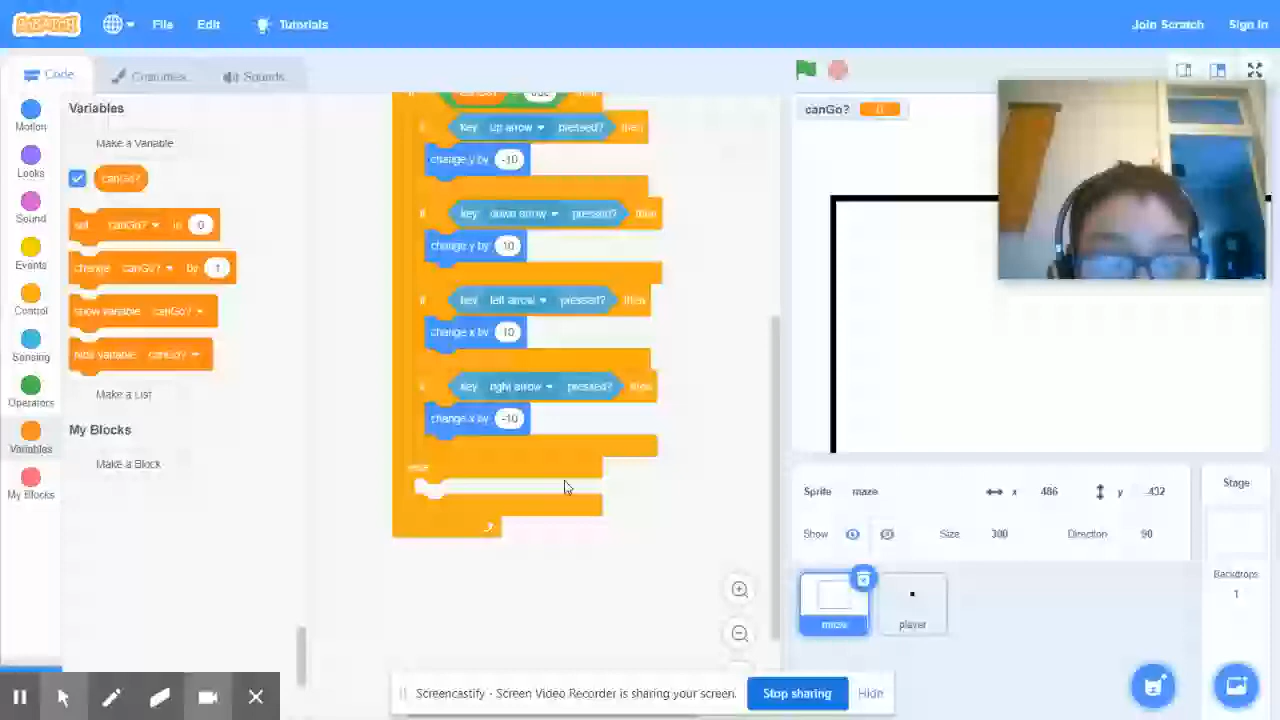 SCRATCH File Edit Tutorials Join Scratch Sign In
Code Costumes Sounds
Motion
Looks
Sound
Events
Control
Sensing
Operators
Variables
My Blocks
Variables
Make a Variable
canGo?
set canGo? to 0
change canGo? by 1
show variable canGo?
hide variable canGo?
Make a List
My Blocks
Make a Block
if then
if key up arrow pressed? then
change y by -10
if key down arrow pressed? then
change y by 10
if key left arrow pressed? then
change x by 10
if key right arrow pressed? then
change x by -10
else
canGo? 0
Sprite maze x 486 y -432
Show Size 300 Direction 90
maze
player
Stage
Backdrops
1
Screencastify - Screen Video Recorder is sharing your screen. Stop sharing Hide